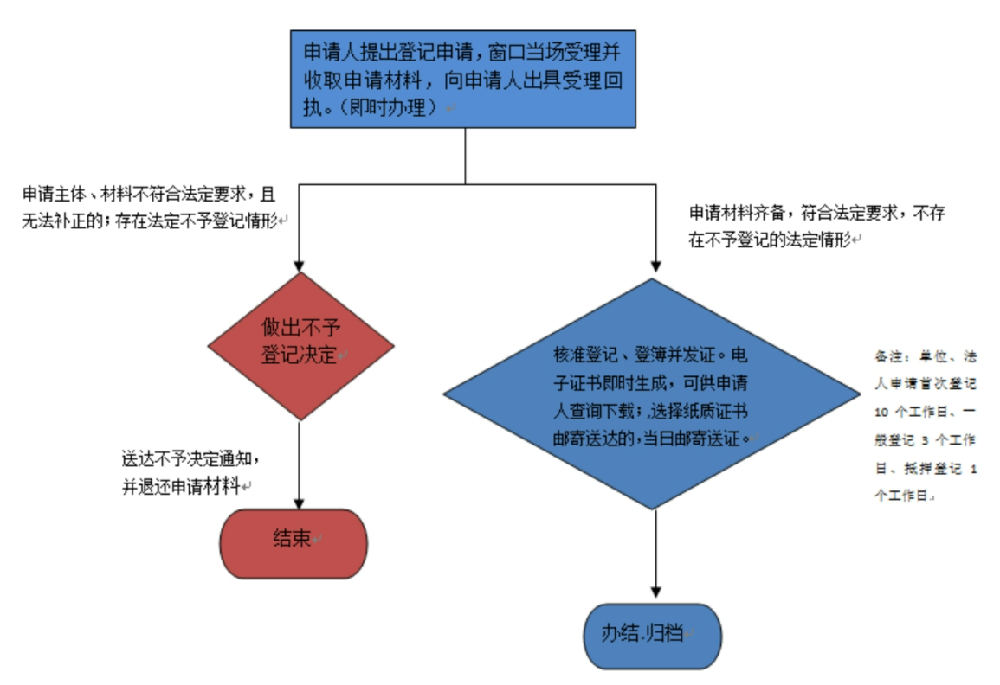 申请人提出登记申请，窗口当场受理并
收取申请材料，向申请人出具受理回
执。（即时办理）
申请主体、材料不符合法定要求，且
无法补正的；存在法定不予登记情形
申请材料齐备，符合法定要求，不存
在不予登记的法定情形
做出不予
登记决定
核准登记、登簿并发证。电
子证书即时生成，可供申请
人查询下载；,选择纸质证书
邮寄送达的，当日邮寄送证。
备注：单位、法
人申请首次登记
10 个工作日、一
般登记 3 个工作
日、抵押登记 1
个工作日.
送达不予决定通知，
并退还申请材料
结束
办结.归档